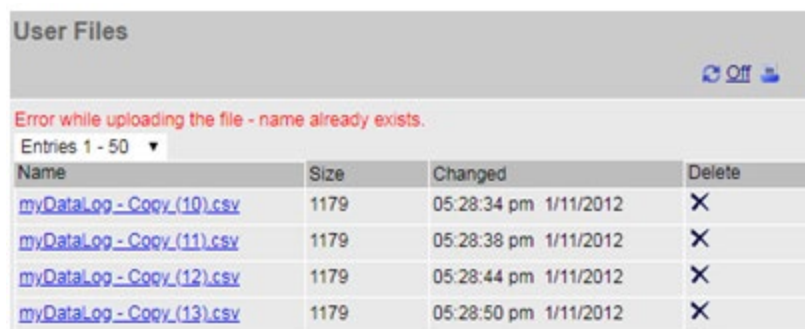 User Files
Off
Error while uploading the file - name already exists.
Entries 1 - 50
Name Size Changed Delete
myDataLog - Copy (10).csv 1179 05:28:34 pm 1/11/2012
myDataLog - Copy (11).csv 1179 05:28:38 pm 1/11/2012
myDataLog - Copy (12).csv 1179 05:28:44 pm 1/11/2012
myDataLog - Copy (13).csv 1179 05:28:50 pm 1/11/2012